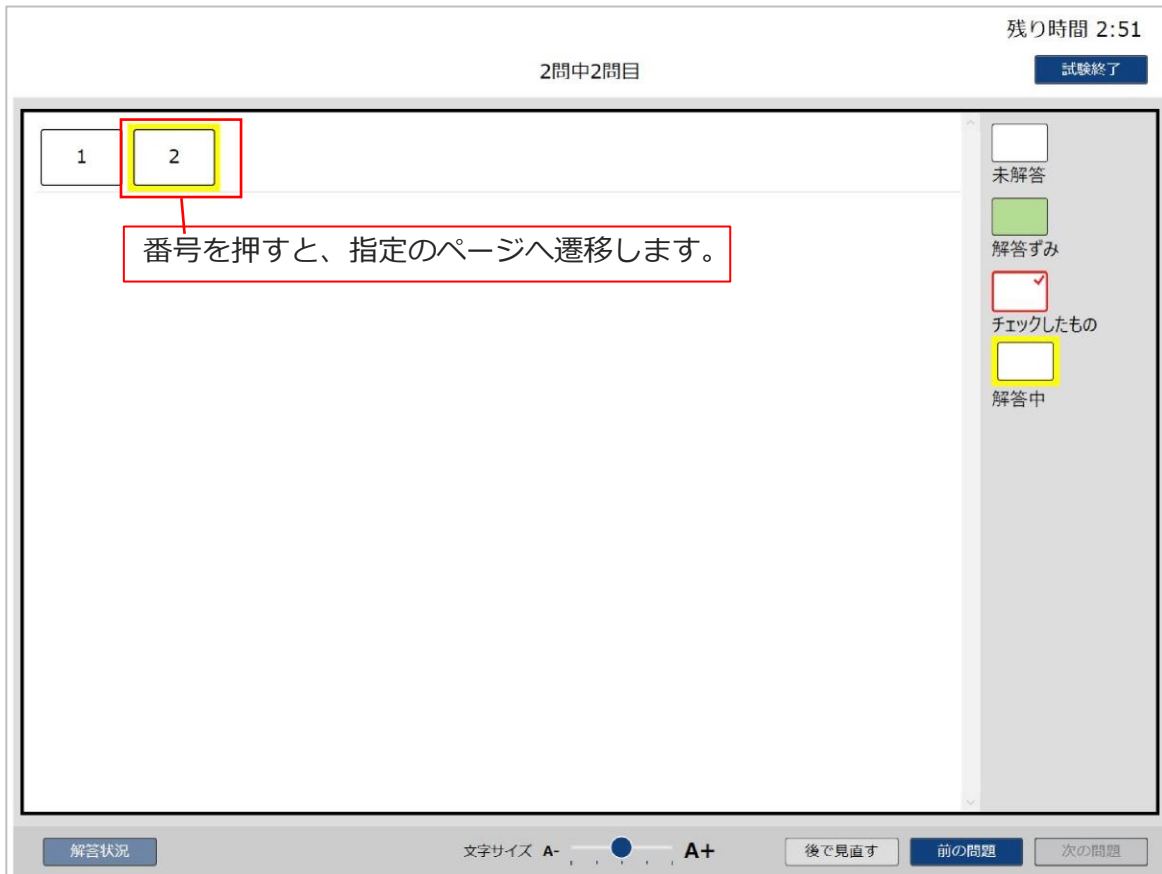 残り時間 2:51
2問中2問目
試験終了
1
2
番号を押すと、指定のページへ遷移します。
未解答
解答ずみ
チェックしたもの
解答中
解答状況
文字サイズ A- A+
後で見直す
前の問題
次の問題